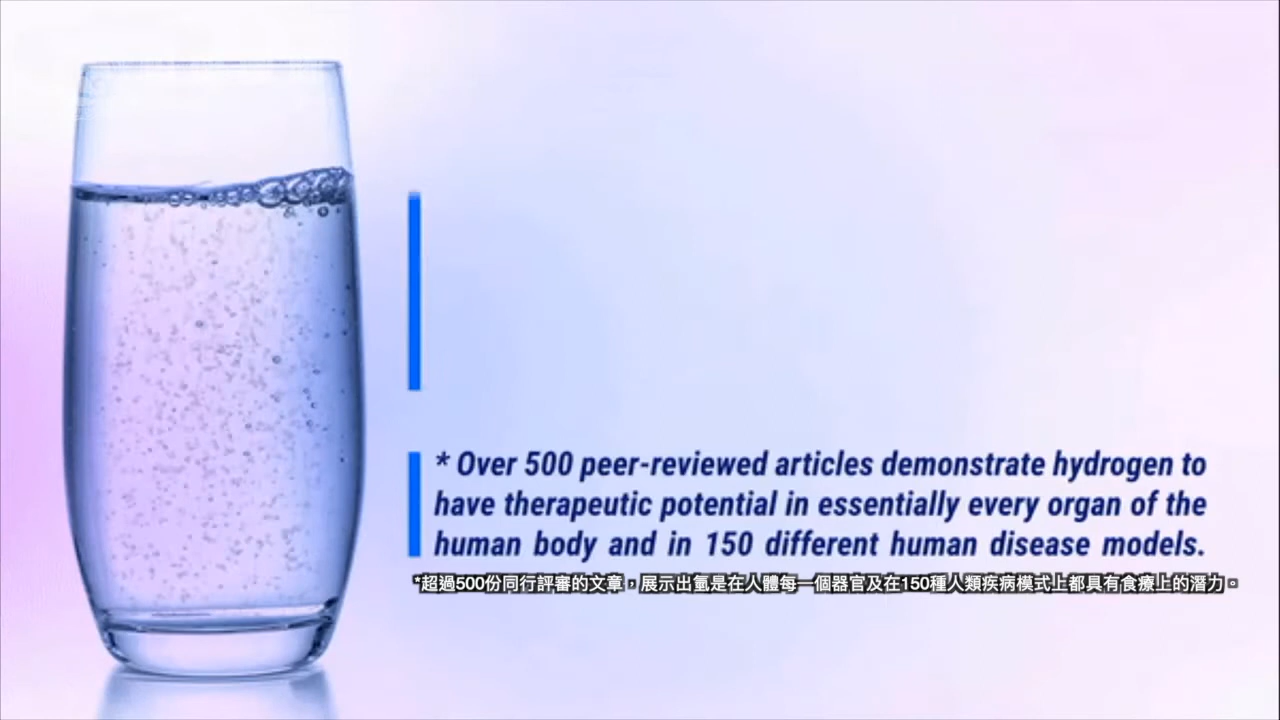 * Over 500 peer-reviewed articles demonstrate hydrogen to
have therapeutic potential in essentially every organ of the
human body and in 150 different human disease models.
*超過500份同行評審的文章，展示出氫是在人體每一個器官及在150種人類疾病模式上都具有食療上的潛力。